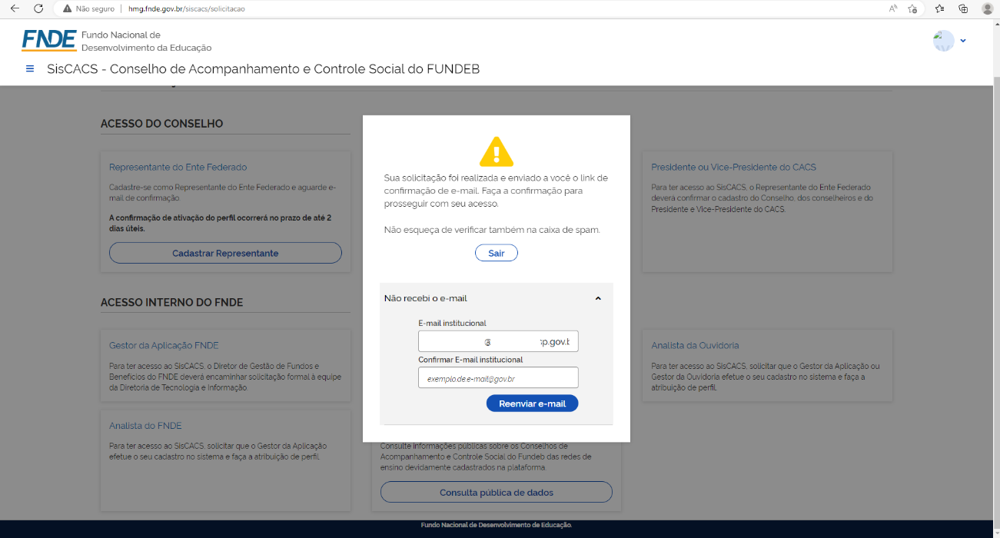 Não seguro
hmg.fnde.gov.br/siscacs/solicitacao
FNDE
Fundo Nacional de
Desenvolvimento da Educação
SisCACS - Conselho de Acompanhamento e Controle Social do FUNDEB
ACESSO DO CONSELHO
Representante do Ente Federado
Cadastre-se como Representante do Ente Federado e aguarde e-
mail de confirmação.
A confirmação de ativação do perfil ocorrerá no prazo de até 2
dias úteis.
Cadastrar Representante
Presidente ou Vice-Presidente do CACS
Para ter acesso ao SisCACS, o Representante do Ente Federado
deverá confirmar o cadastro do Conselho, dos conselheiros e do
Presidente e Vice-Presidente do CACS.
Sua solicitação foi realizada e enviado a você o link de
confirmação de e-mail. Faça a confirmação para
prosseguir com seu acesso.
Não esqueça de verificar também na caixa de spam.
Sair
Não recebi o e-mail
E-mail institucional
@ sp.gov.b
Confirmar E-mail institucional
exemplo.de.e-mail@gov.br
Reenviar e-mail
ACESSO INTERNO DO FNDE
Gestor da Aplicação FNDE
Para ter acesso ao SisCACS, o Diretor de Gestão de Fundos e
Benefícios do FNDE deverá encaminhar solicitação formal à equipe
da Diretoria de Tecnologia e Informação.
Analista da Ouvidoria
Para ter acesso ao SisCACS, solicitar que o Gestor da Aplicação ou
Gestor da Ouvidoria efetue o seu cadastro no sistema e faça a
atribuição de perfil.
Analista do FNDE
Para ter acesso ao SisCACS, solicitar que o Gestor da Aplicação
efetue o seu cadastro no sistema e faça a atribuição de perfil.
Consulte informações públicas sobre os Conselhos de
Acompanhamento e Controle Social do Fundeb das redes de
ensino devidamente cadastrados na plataforma.
Consulta pública de dados
Fundo Nacional de Desenvolvimento de Educação.